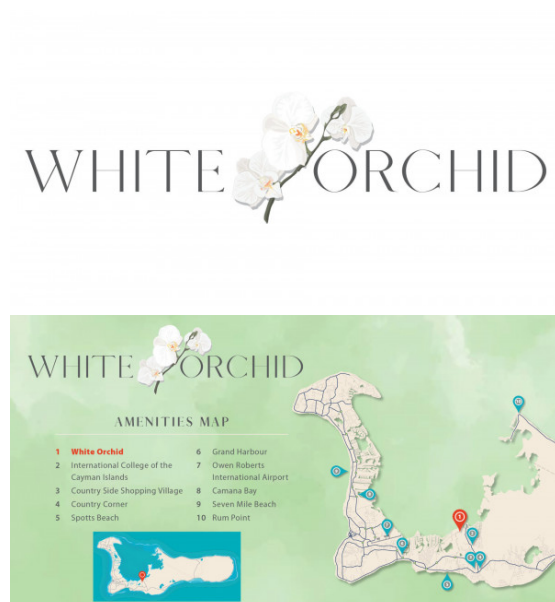 WHITE ORCHID
WHITE ORCHID
AMENITIES MAP
1 White Orchid
2 International College of the
Cayman Islands
3 Country Side Shopping Village
4 Country Corner
5 Spotts Beach
6 Grand Harbour
7 Owen Roberts
International Airport
8 Camana Bay
9 Seven Mile Beach
10 Rum Point
1